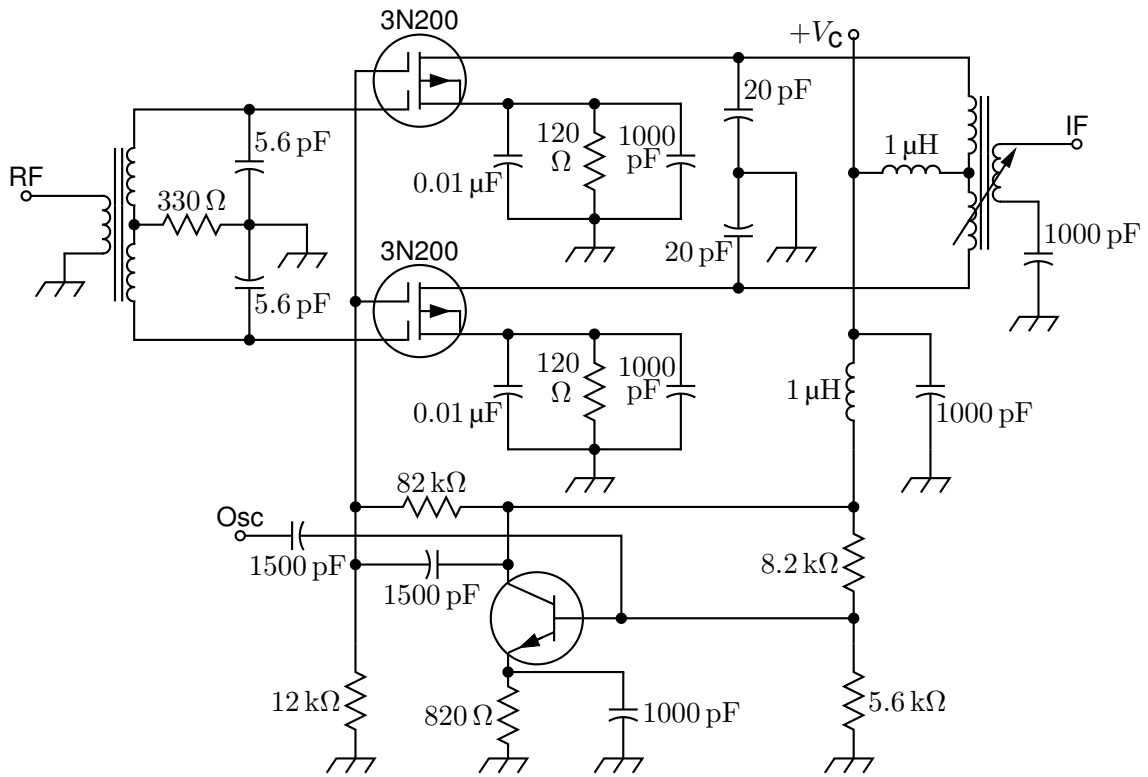 3N200
+V_C
5.6 pF
20 pF
120
Ω
1000
pF
0.01 µF
1 µH
IF
RF
330 Ω
3N200
20 pF
1000 pF
5.6 pF
120
Ω
1000
pF
0.01 µF
1 µH
1000 pF
82 kΩ
Osc
1500 pF
1500 pF
8.2 kΩ
12 kΩ
820 Ω
1000 pF
5.6 kΩ